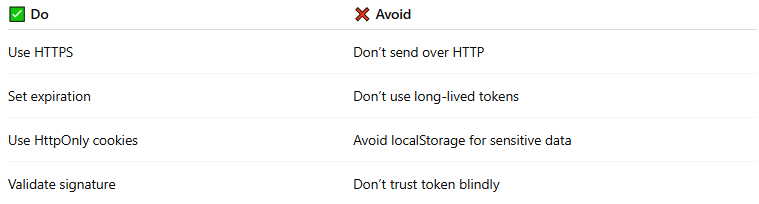 ✅ Do ❌ Avoid
Use HTTPS Don’t send over HTTP
Set expiration Don’t use long-lived tokens
Use HttpOnly cookies Avoid localStorage for sensitive data
Validate signature Don’t trust token blindly